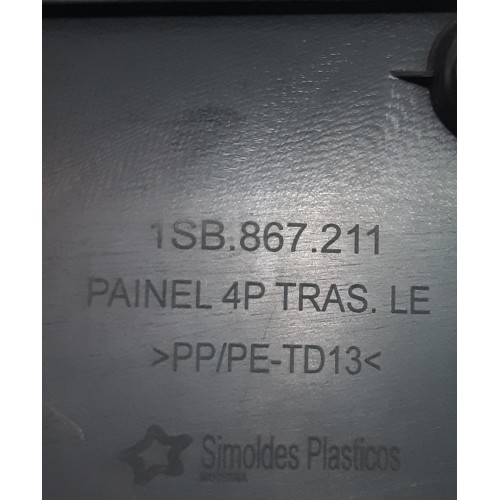 1SB.867.211
PAINEL 4P TRAS. LE
>PP/PE-TD13<
Simoldes Plasticos